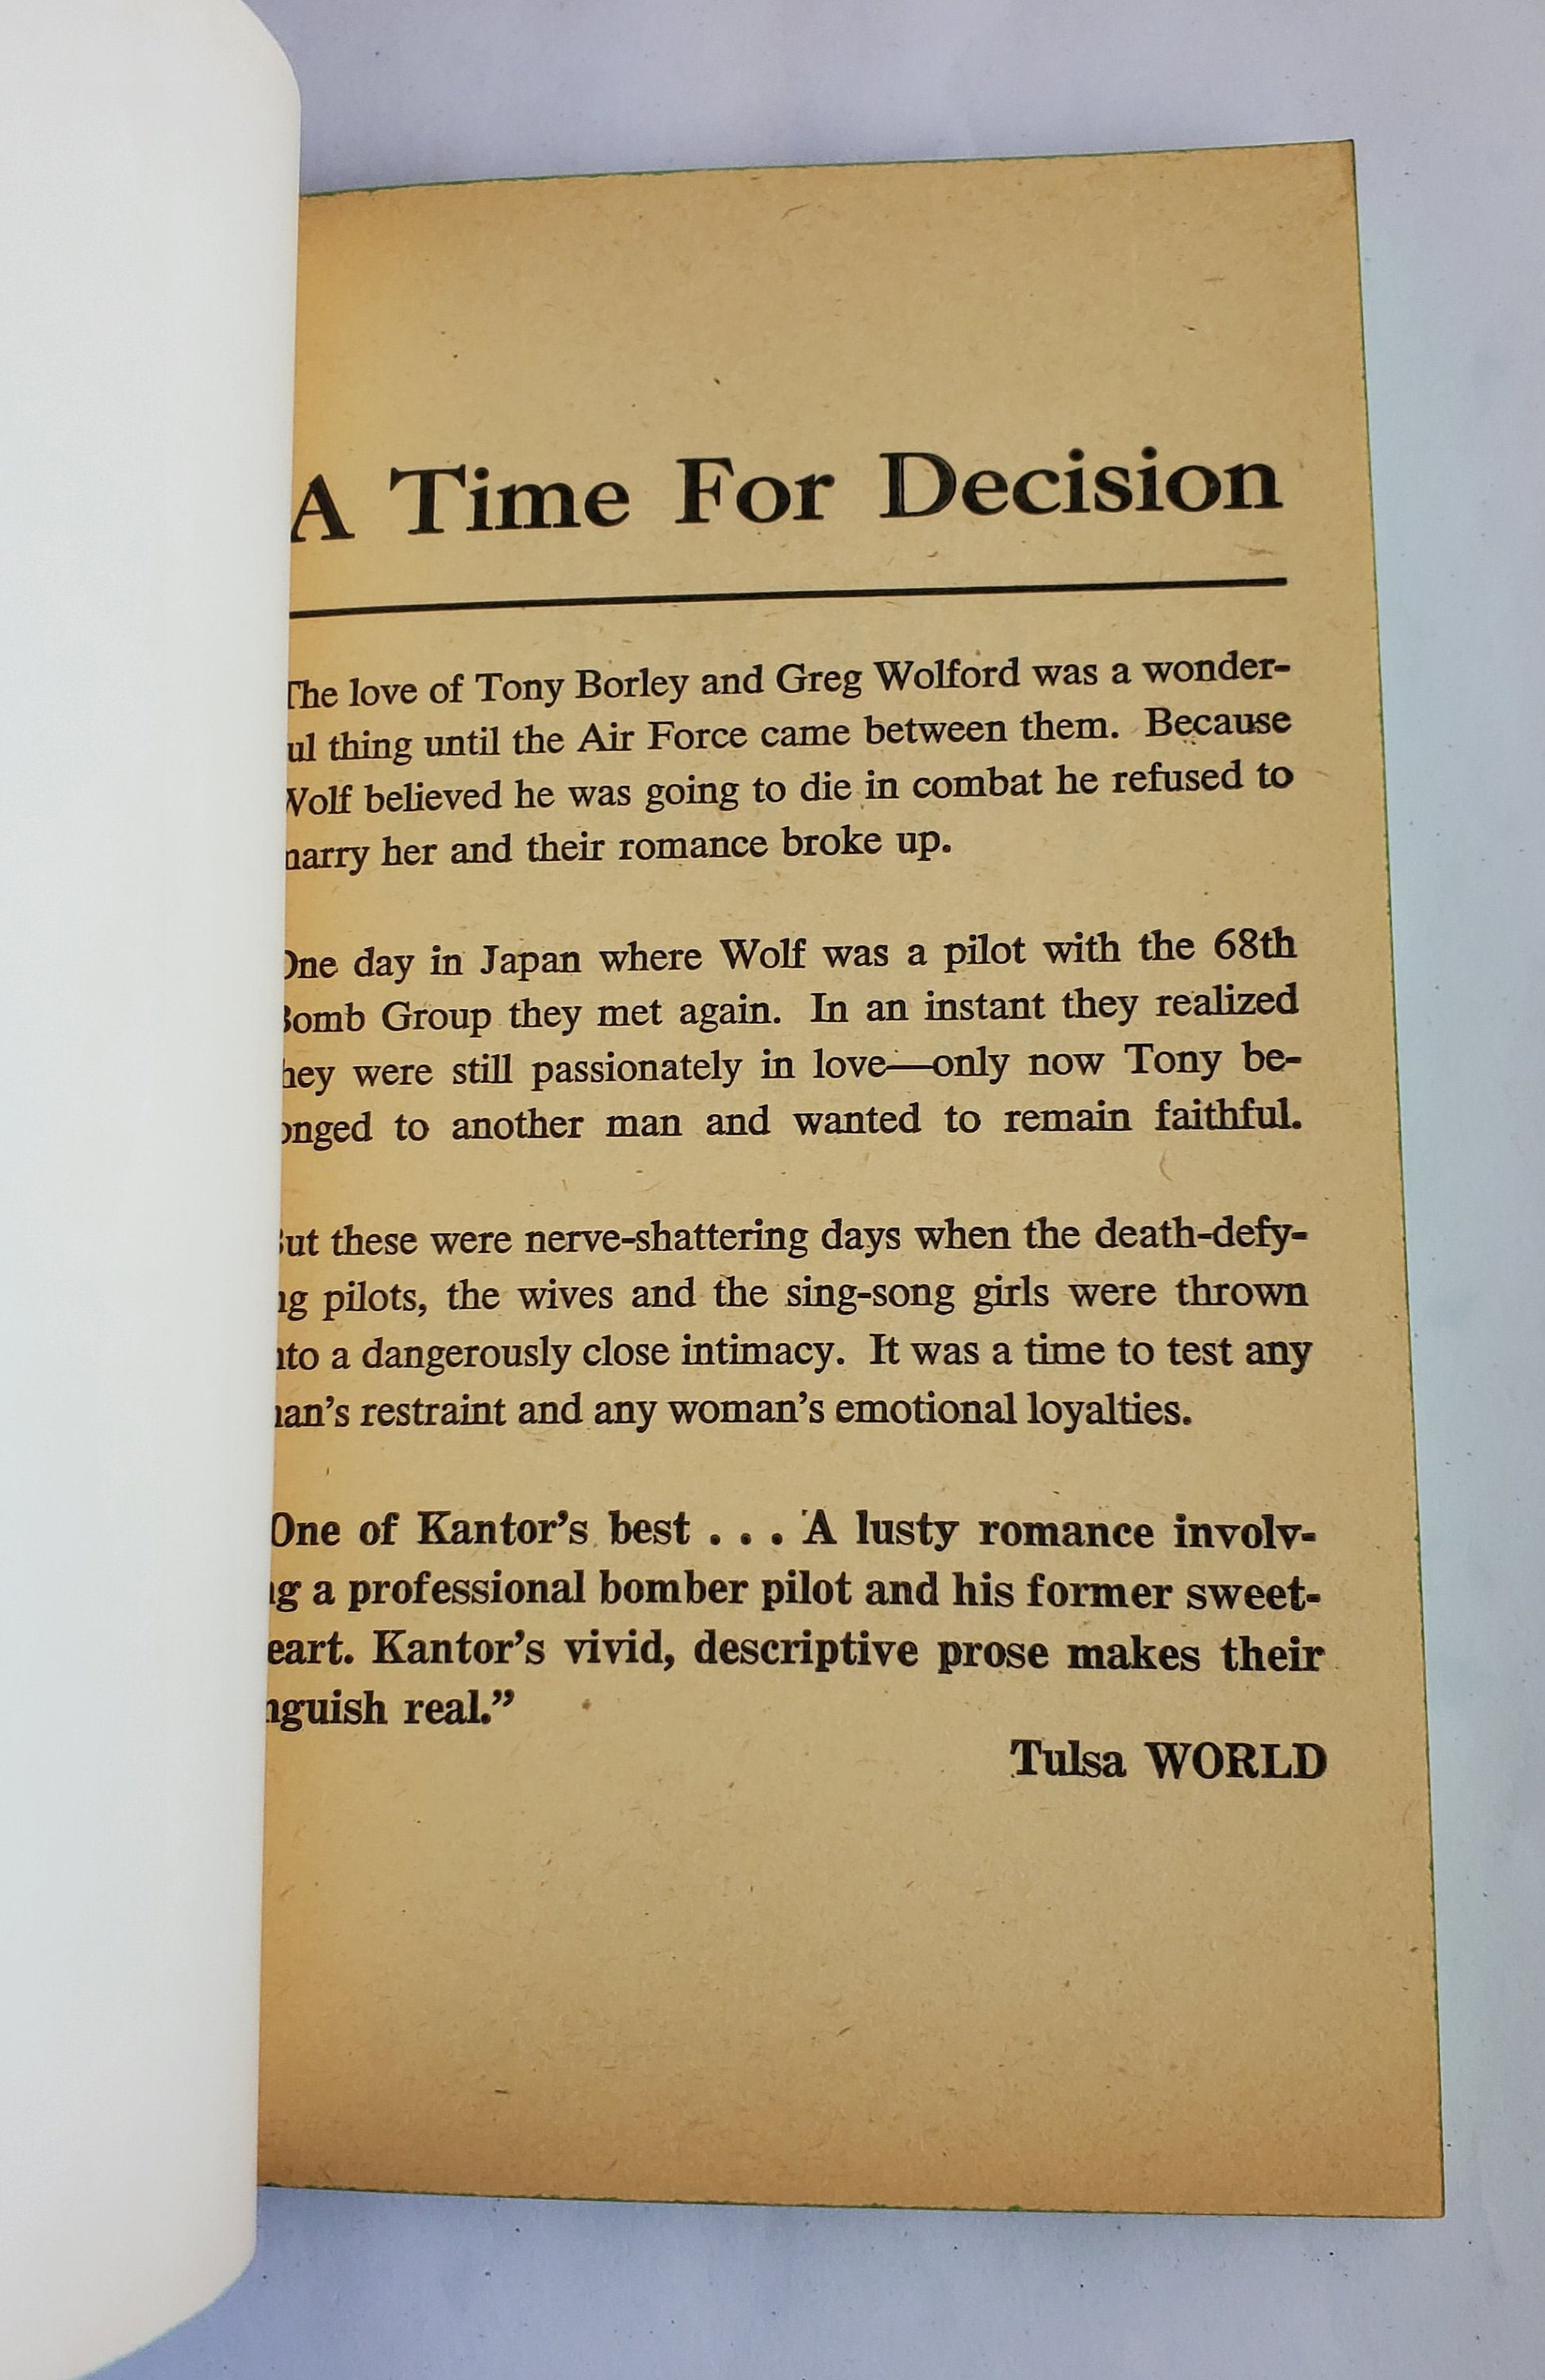 A Time For Decision
The love of Tony Borley and Greg Wolford was a wonder-
ul thing until the Air Force came between them. Because
Wolf believed he was going to die in combat he refused to
narry her and their romance broke up.
One day in Japan where Wolf was a pilot with the 68th
Bomb Group they met again. In an instant they realized
hey were still passionately in love—only now Tony be-
onged to another man and wanted to remain faithful.
But these were nerve-shattering days when the death-defy-
ng pilots, the wives and the sing-song girls were thrown
nto a dangerously close intimacy. It was a time to test any
nan's restraint and any woman's emotional loyalties.
One of Kantor's best . . . A lusty romance involv-
ng a professional bomber pilot and his former sweet-
eart. Kantor's vivid, descriptive prose makes their
nguish real.”
Tulsa WORLD